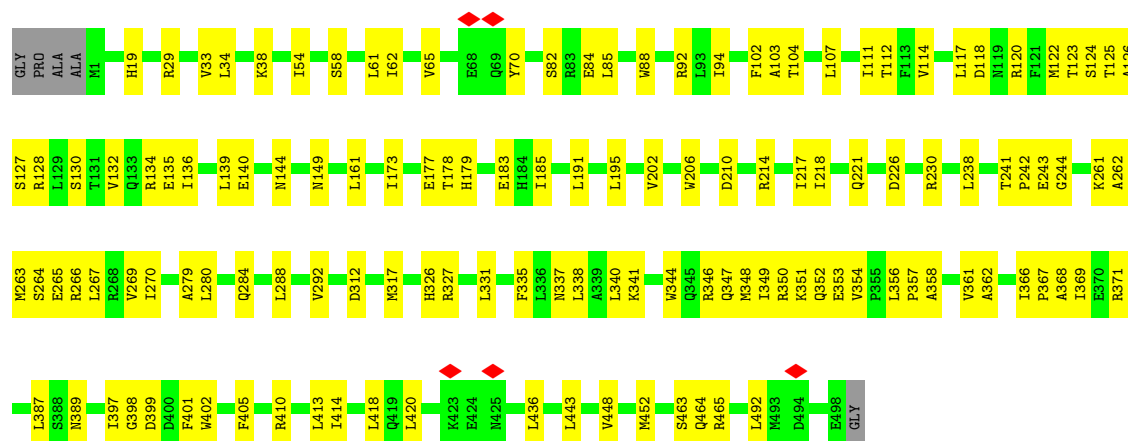 GLY PRO ALA ALA M1 H19 R29 V33 L34 K38 I54 S58 L61 I62 V65 E68 Q69 Y70 S82 R83 E84 L85 W88 R92 L93 I94 F102 A103 T104 L107 I111 T112 F113 V114 L117 D118 N119 R120 F121 M122 T123 S124 T125 A126
S127 R128 L129 S130 T131 V132 Q133 R134 E135 I136 L139 E140 N144 N149 L161 I173 E177 T178 H179 E183 H184 I185 L191 L195 V202 W206 D210 R214 I217 I218 Q221 D226 R230 L238 T241 P242 E243 G244 K261 A262
M263 S264 E265 R266 L267 R268 V269 I270 A279 L280 Q284 L288 V292 D312 M317 H326 R327 L331 F335 L336 N337 L338 A339 L340 K341 W344 Q345 R346 Q347 M348 I349 R350 K351 Q352 E353 V354 P355 L356 P357 A358 V361 A362 I366 P367 A368 I369 E370 R371
L387 S388 N389 I397 G398 D399 D400 F401 W402 F405 R410 L413 I414 L418 Q419 L420 K423 E424 N425 L436 L443 V448 M452 S463 Q464 R465 L492 M493 D494 E498 GLY